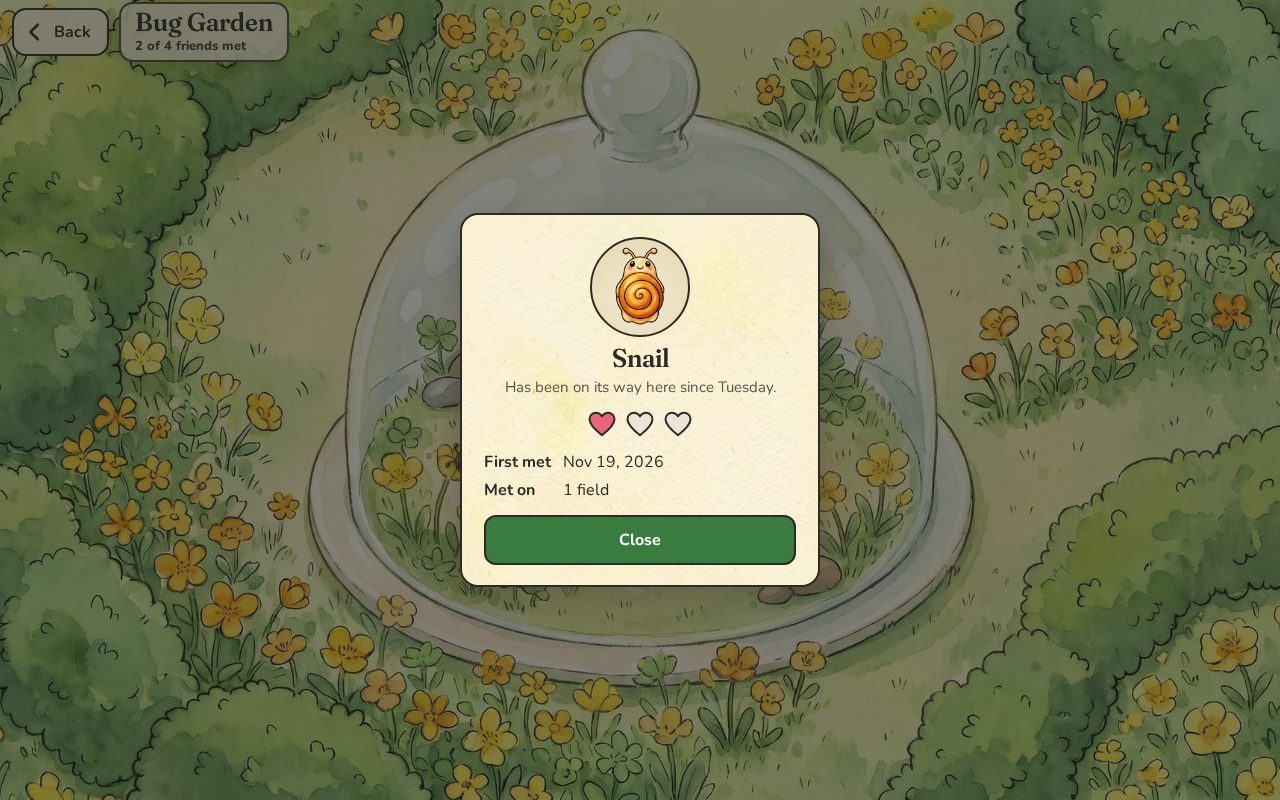 Back
Bug Garden
2 of 4 friends met
Snail
Has been on its way here since Tuesday.
First met Nov 19, 2026
Met on 1 field
Close